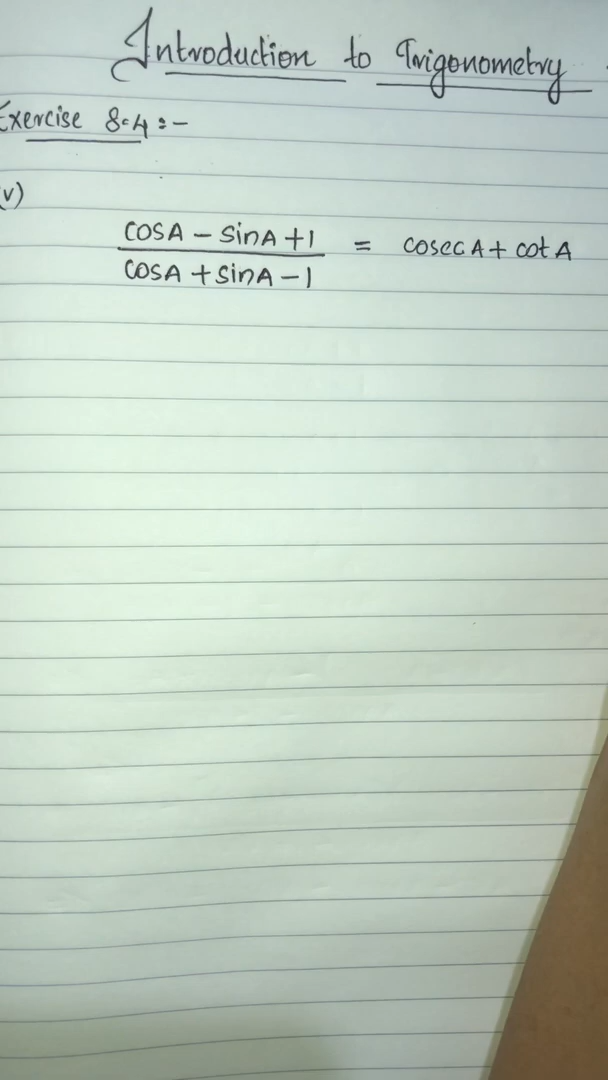 Introduction to Trigonometry
Exercise 8.4 :-
(v)
cosA - sinA + 1 = cosecA + cotA
cosA + sinA - 1